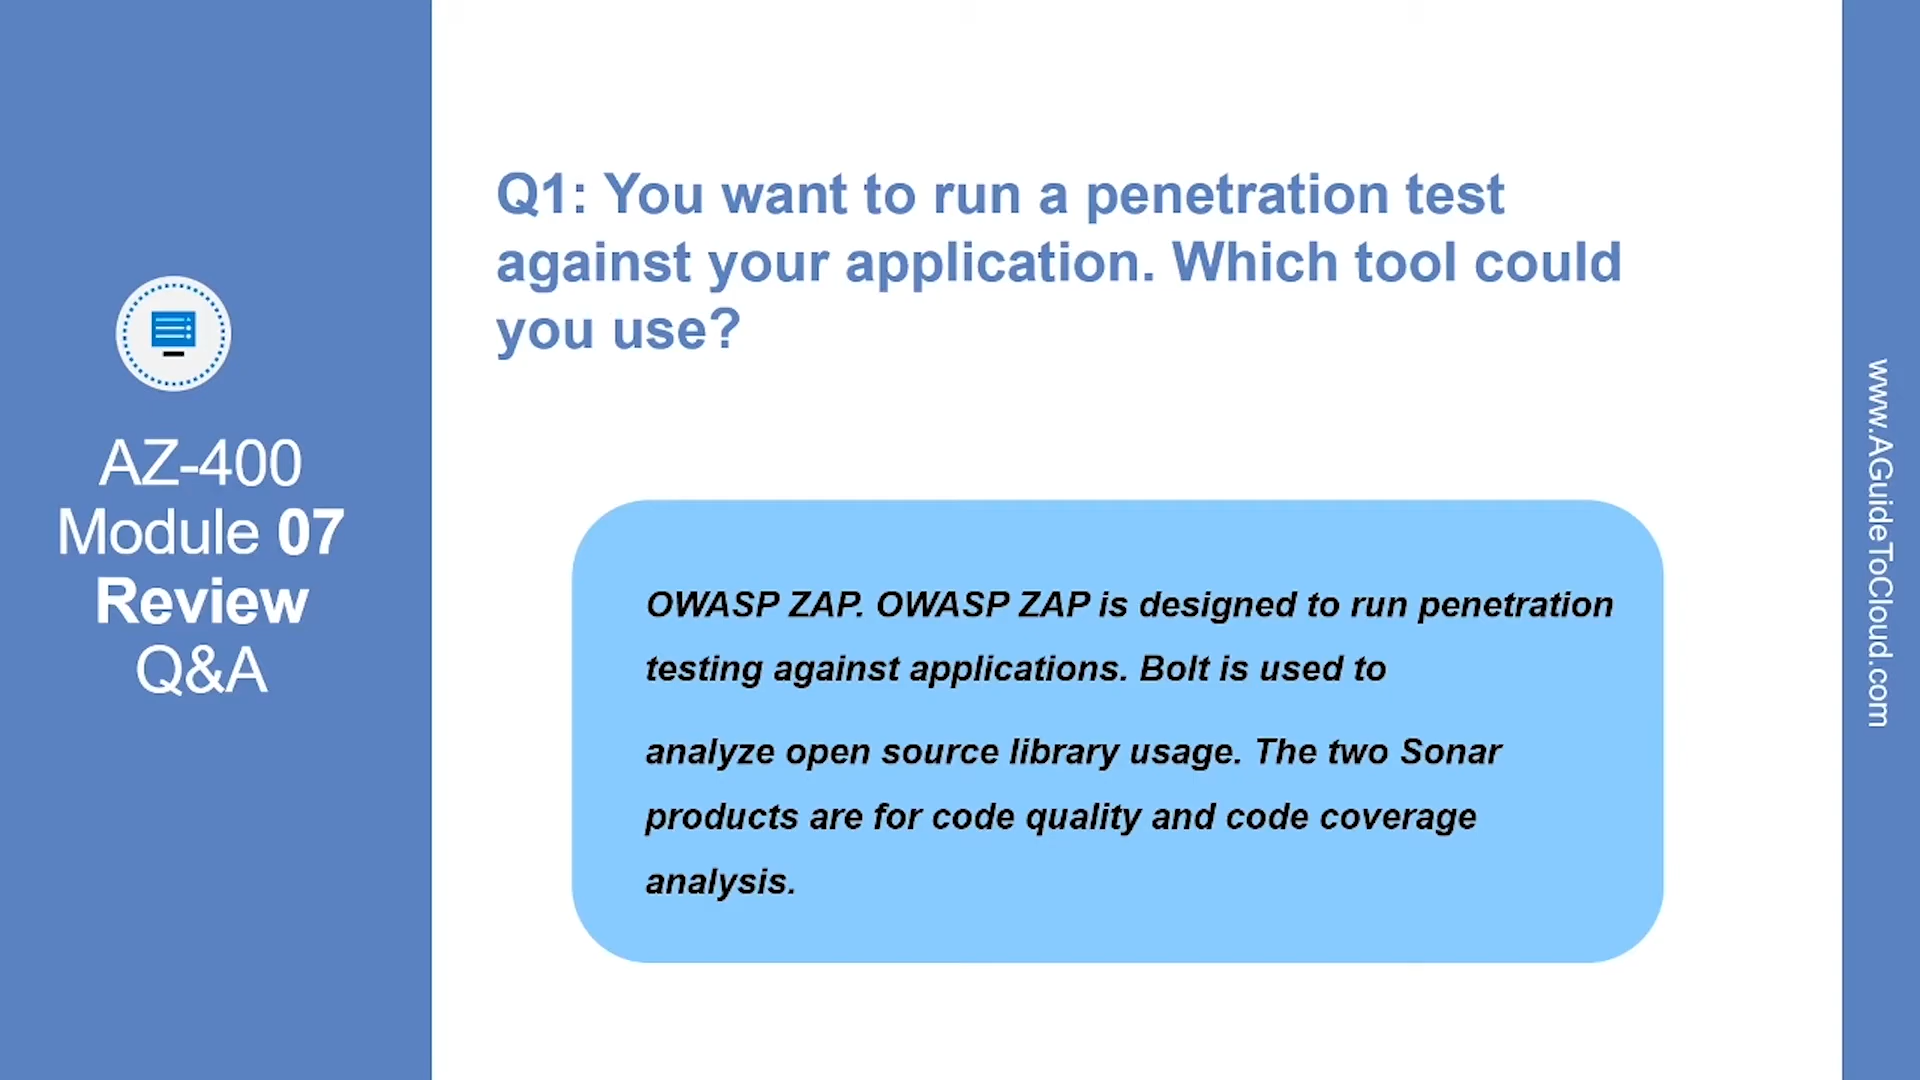 AZ-400
Module 07
Review
Q&A
Q1: You want to run a penetration test
against your application. Which tool could
you use?
OWASP ZAP. OWASP ZAP is designed to run penetration
testing against applications. Bolt is used to
analyze open source library usage. The two Sonar
products are for code quality and code coverage
analysis.
www.AGuideToCloud.com